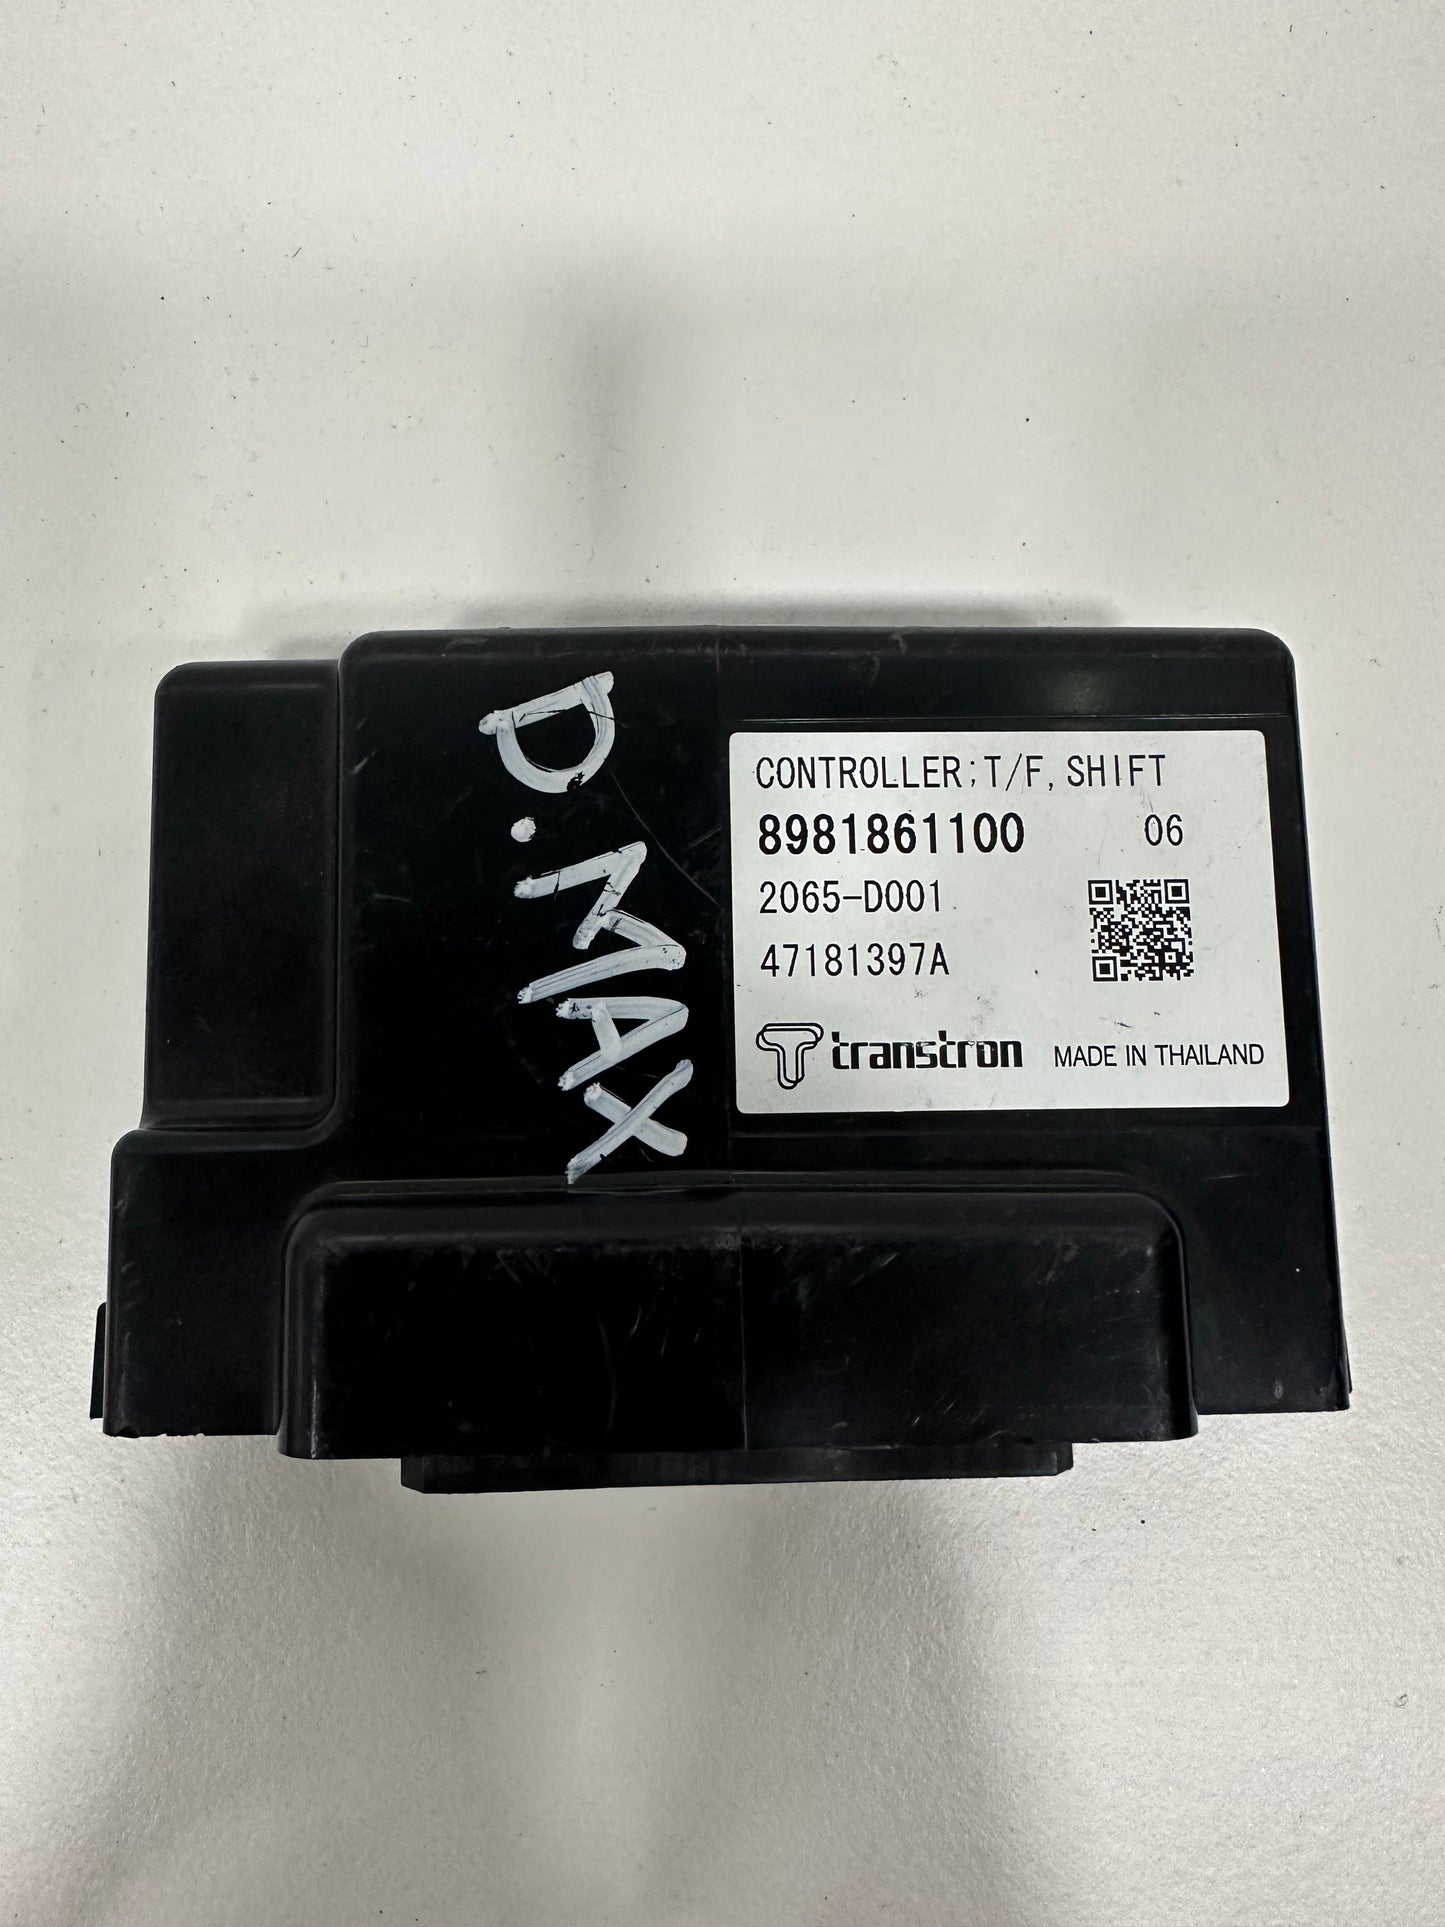 D.MAX
CONTROLLER;T/F, SHIFT
8981861100 06
2065-D001
47181397A
transtron MADE IN THAILAND